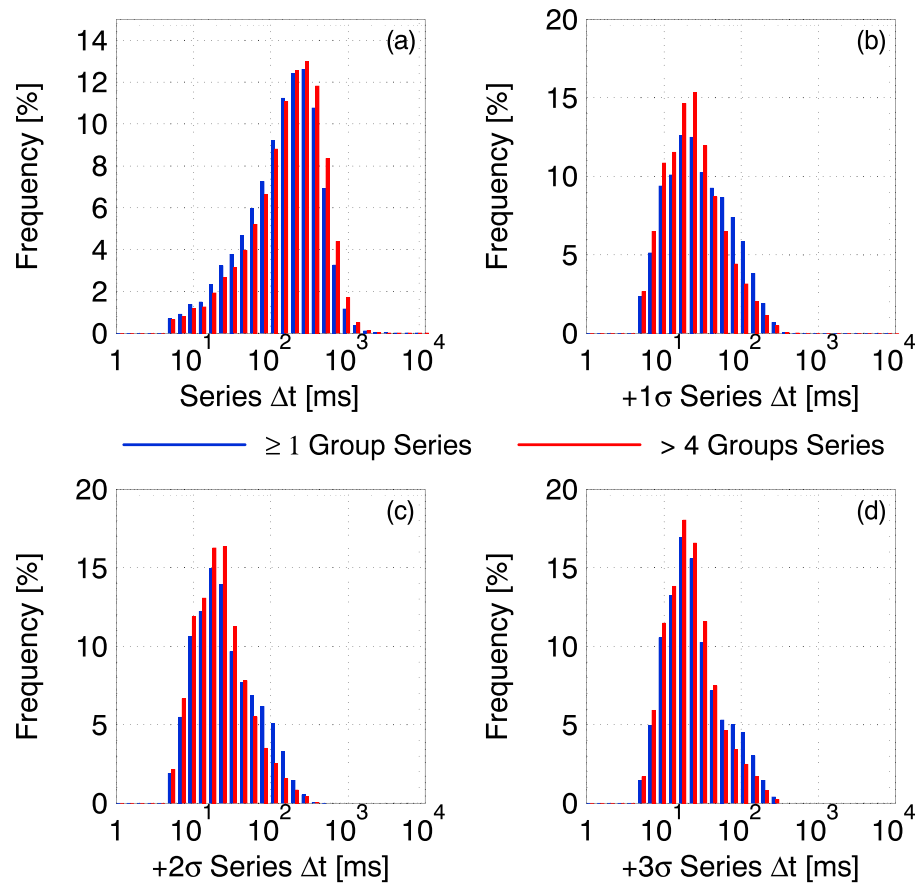 (a)
14
12
10
8
6
4
2
0
Frequency [%]
1 10^1 10^2 10^3 10^4
Series Δt [ms]
(b)
20
15
10
5
0
Frequency [%]
1 10^1 10^2 10^3 10^4
+1σ Series Δt [ms]
≥ 1 Group Series
> 4 Groups Series
(c)
20
15
10
5
0
Frequency [%]
1 10^1 10^2 10^3 10^4
+2σ Series Δt [ms]
(d)
20
15
10
5
0
Frequency [%]
1 10^1 10^2 10^3 10^4
+3σ Series Δt [ms]